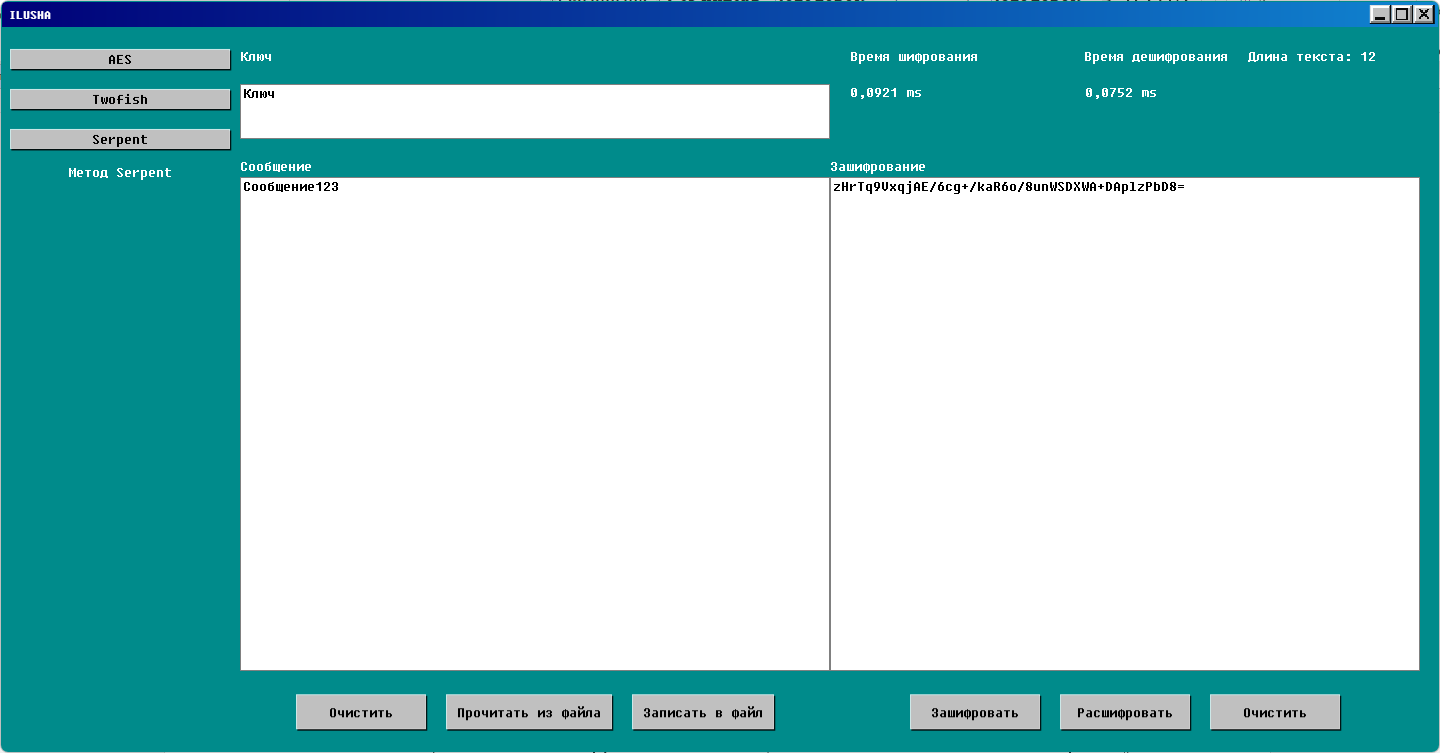 ILUSHA
AES
Twofish
Serpent
Метод Serpent
Ключ
Ключ
Время шифрования
0,0921 ms
Время дешифрования
0,0752 ms
Длина текста: 12
Сообщение
Сообщение123
Зашифрование
zHrTq9VxqjAE/6cg+/kaR6o/8unWSDXWA+DAplzPbD8=
Очистить
Прочитать из файла
Записать в файл
Зашифровать
Расшифровать
Очистить